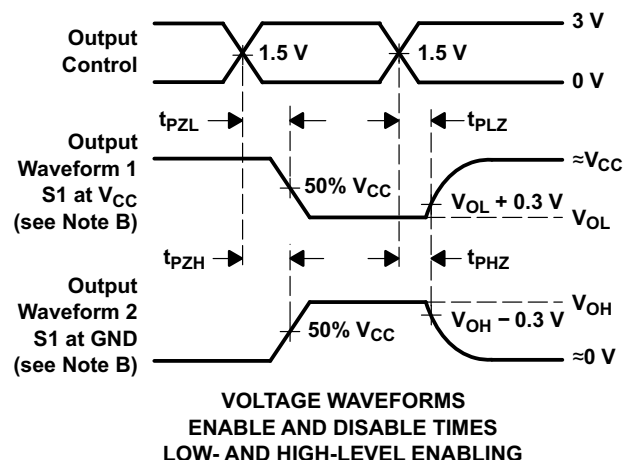 Output
Control
3 V
1.5 V
1.5 V
0 V
tPZL
tPLZ
Output
Waveform 1
S1 at VCC
(see Note B)
≈VCC
50% VCC
VOL + 0.3 V
VOL
tPZH
tPHZ
Output
Waveform 2
S1 at GND
(see Note B)
VOH
50% VCC
VOH − 0.3 V
≈0 V
VOLTAGE WAVEFORMS
ENABLE AND DISABLE TIMES
LOW- AND HIGH-LEVEL ENABLING